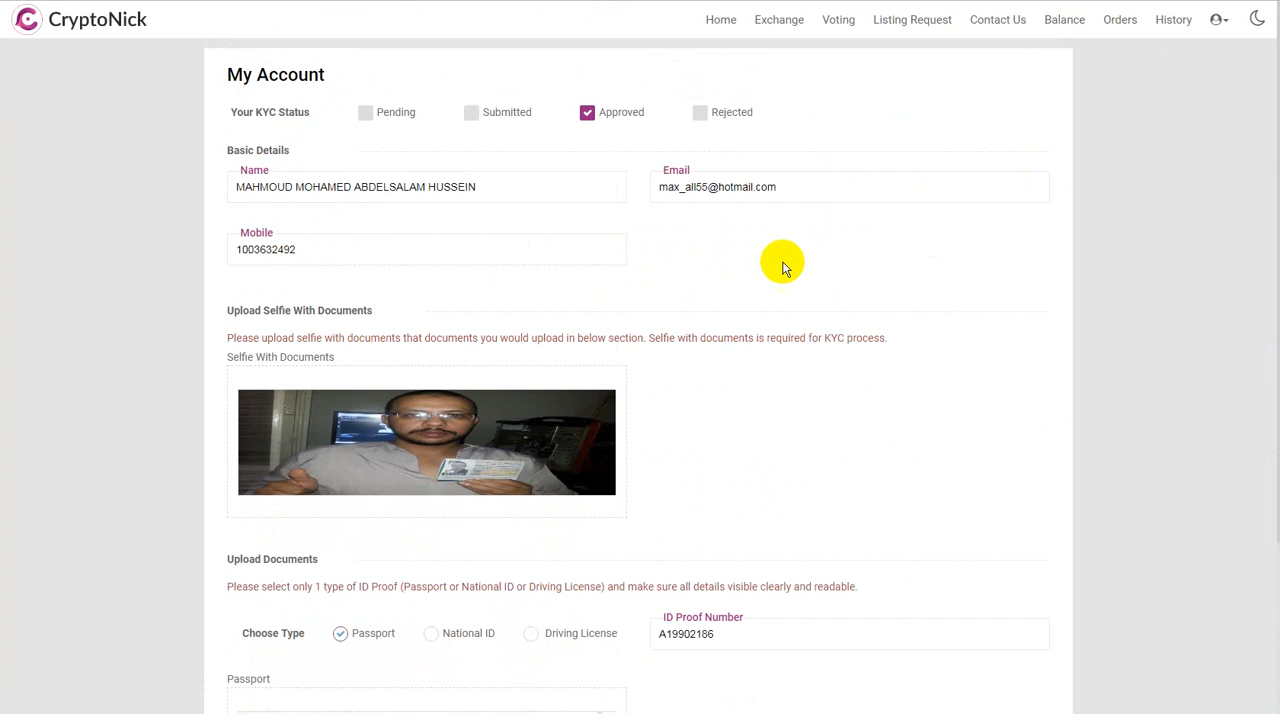 CryptoNick
Home Exchange Voting Listing Request Contact Us Balance Orders History
My Account
Your KYC Status Pending Submitted Approved Rejected
Basic Details
Name
MAHMOUD MOHAMED ABDELSALAM HUSSEIN
Email
max_all55@hotmail.com
Mobile
1003632492
Upload Selfie With Documents
Please upload selfie with documents that documents you would upload in below section. Selfie with documents is required for KYC process.
Selfie With Documents
Upload Documents
Please select only 1 type of ID Proof (Passport or National ID or Driving License) and make sure all details visible clearly and readable.
Choose Type Passport National ID Driving License
ID Proof Number
A19902186
Passport